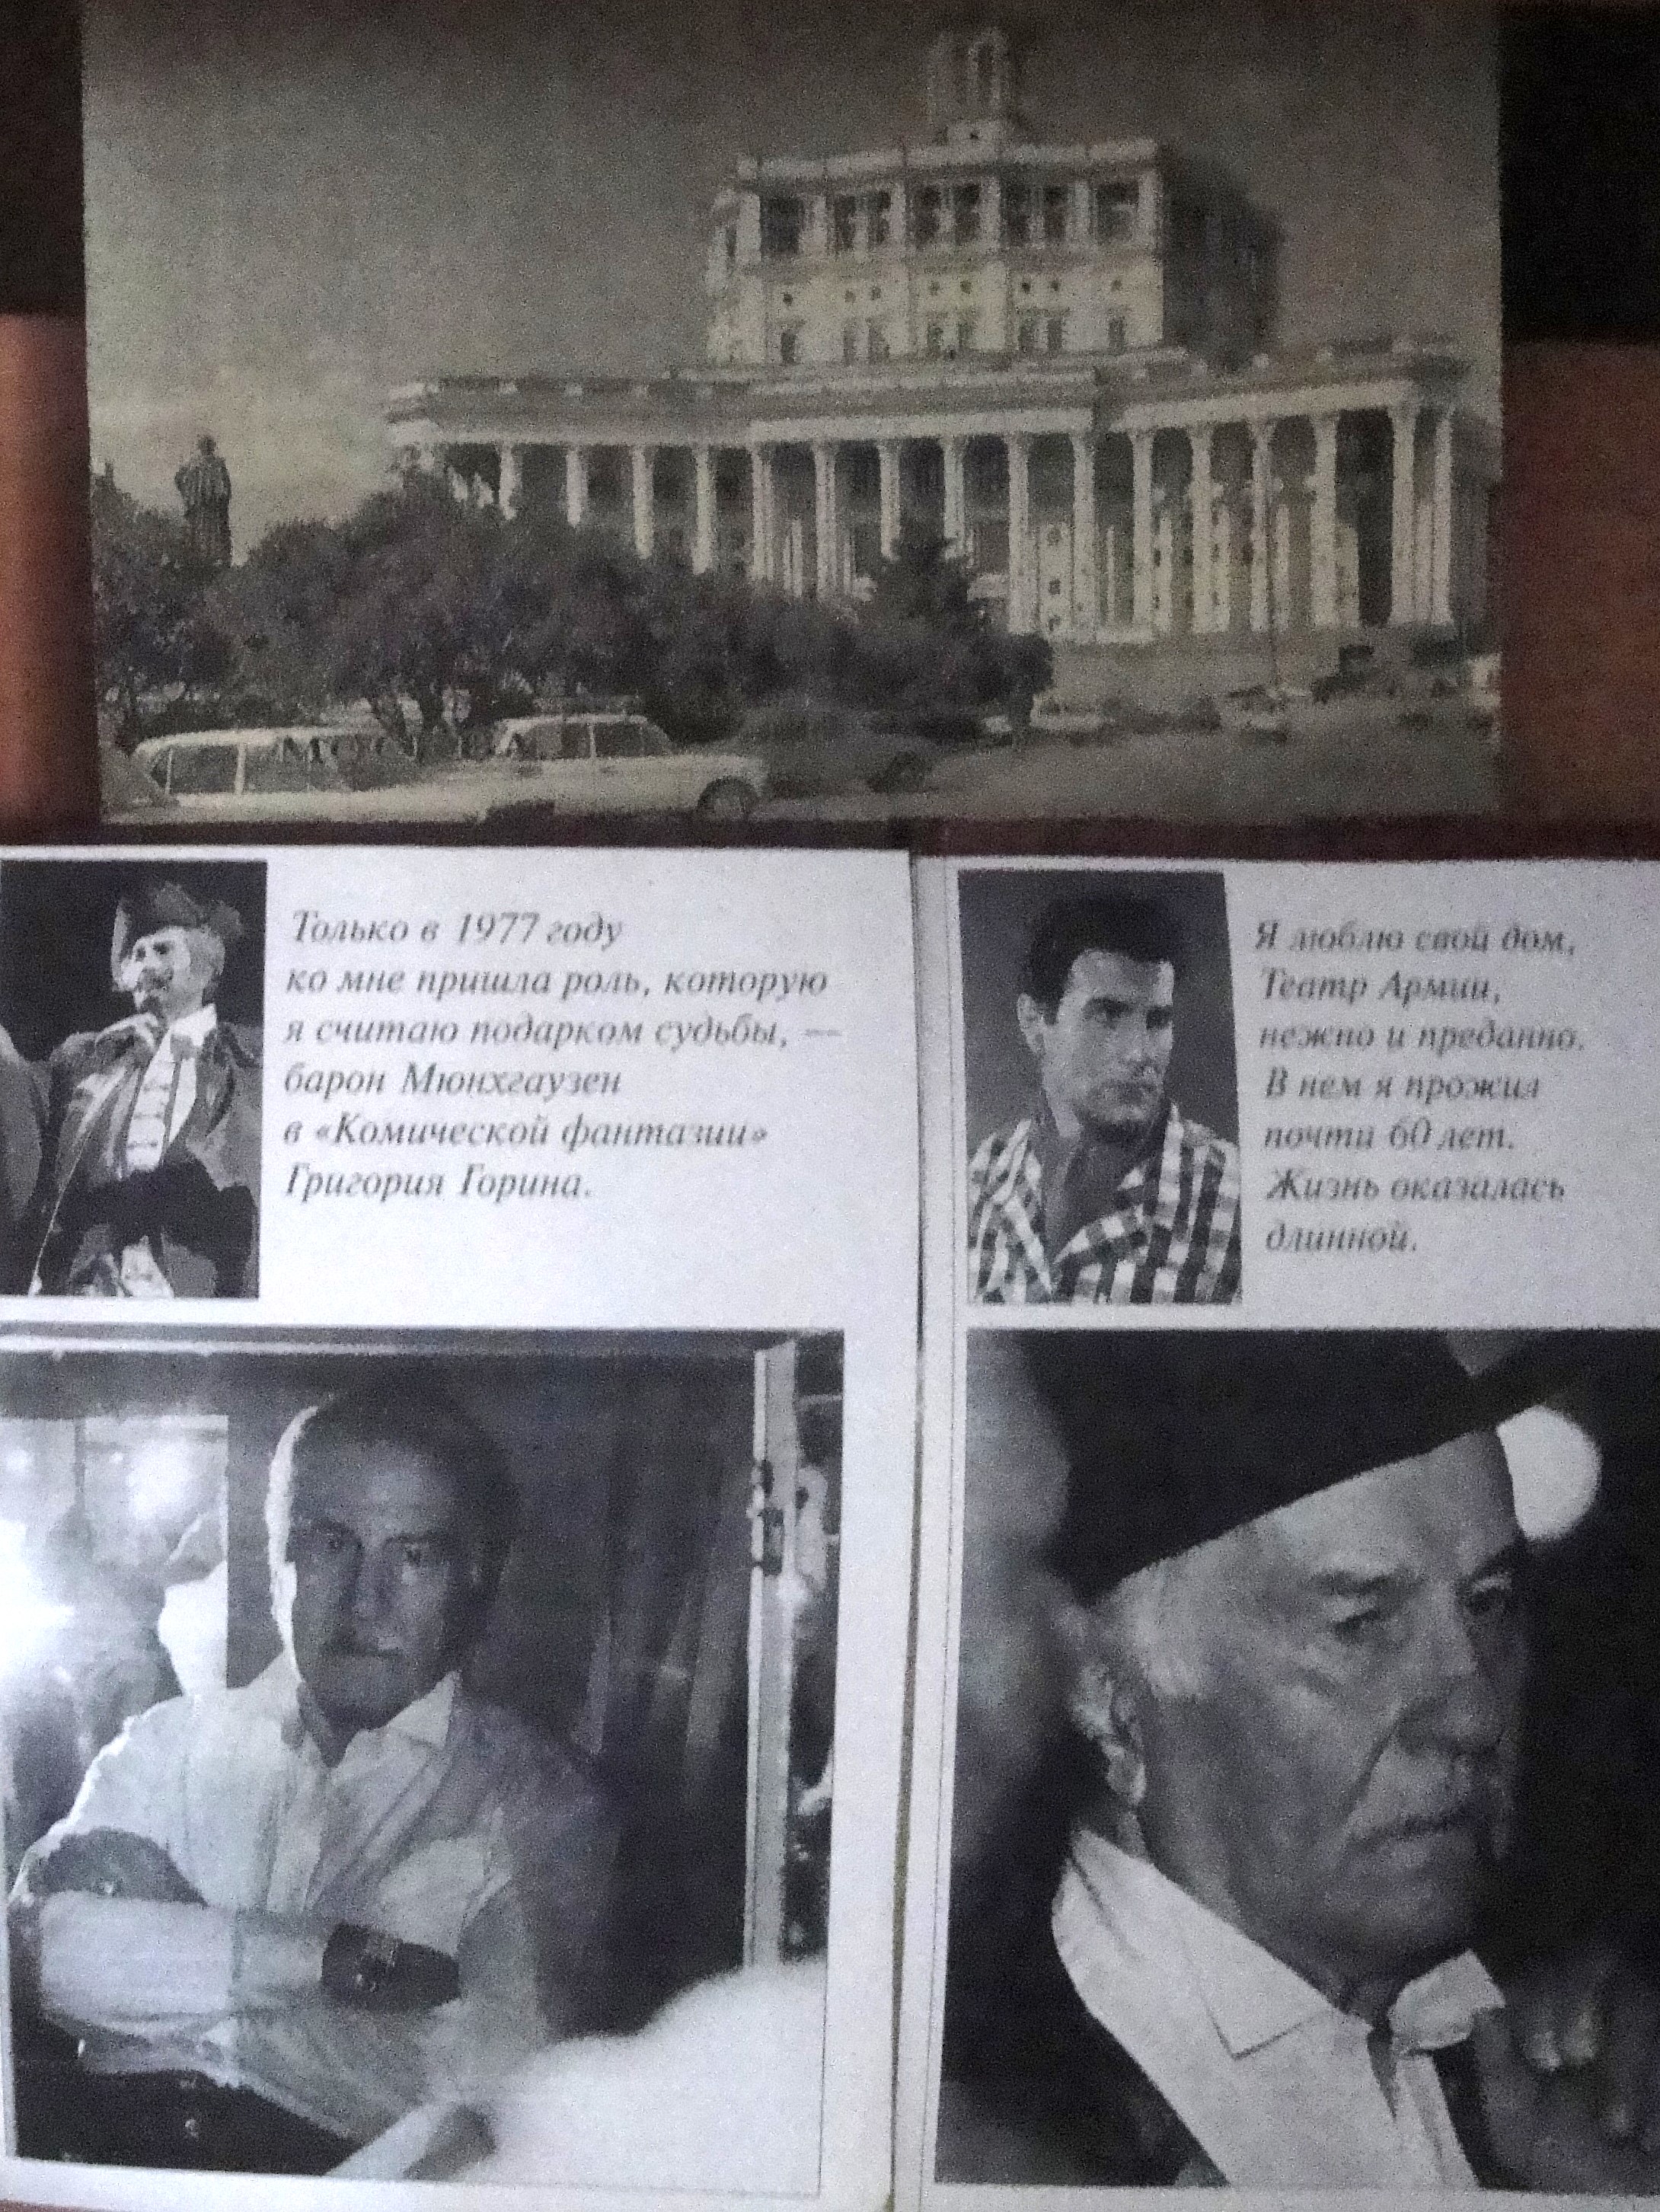 Только в 1977 году
ко мне пришла роль, которую
я считаю подарком судьбы, —
барон Мюнхгаузен
в «Комической фантазии»
Григория Горина.
Я люблю свой дом,
Театр Армии,
нежно и преданно.
В нем я прожил
почти 60 лет.
Жизнь оказалась
длинной.